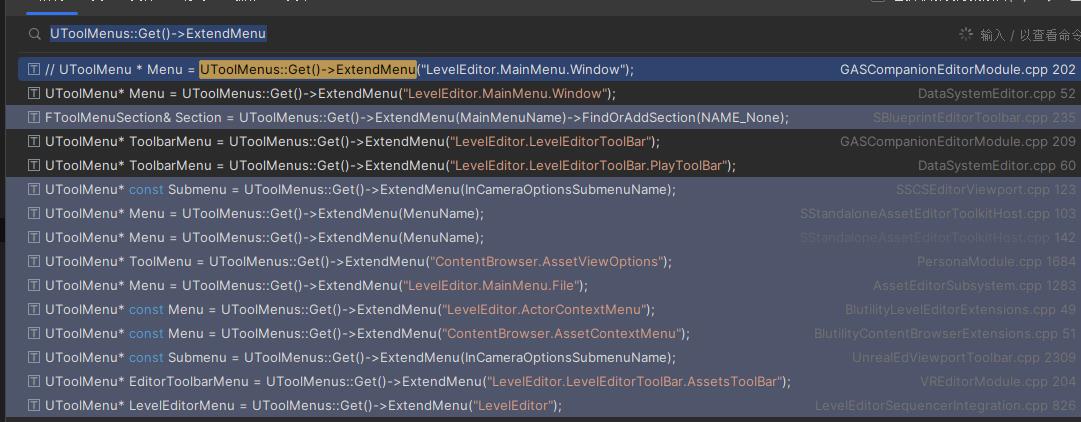 UToolMenus::Get()->ExtendMenu
输入 / 以查看命令
// UToolMenu * Menu = UToolMenus::Get()->ExtendMenu("LevelEditor.MainMenu.Window"); GASCompanionEditorModule.cpp 202
UToolMenu* Menu = UToolMenus::Get()->ExtendMenu("LevelEditor.MainMenu.Window"); DataSystemEditor.cpp 52
FToolMenuSection& Section = UToolMenus::Get()->ExtendMenu(MainMenuName)->FindOrAddSection(NAME_None); SBlueprintEditorToolbar.cpp 235
UToolMenu* ToolbarMenu = UToolMenus::Get()->ExtendMenu("LevelEditor.LevelEditorToolBar"); GASCompanionEditorModule.cpp 209
UToolMenu* ToolbarMenu = UToolMenus::Get()->ExtendMenu("LevelEditor.LevelEditorToolBar.PlayToolBar"); DataSystemEditor.cpp 60
UToolMenu* const Submenu = UToolMenus::Get()->ExtendMenu(InCameraOptionsSubmenuName); SSCSEditorViewport.cpp 123
UToolMenu* Menu = UToolMenus::Get()->ExtendMenu(MenuName); SStandaloneAssetEditorToolkitHost.cpp 103
UToolMenu* Menu = UToolMenus::Get()->ExtendMenu(MenuName); SStandaloneAssetEditorToolkitHost.cpp 142
UToolMenu* ToolMenu = UToolMenus::Get()->ExtendMenu("ContentBrowser.AssetViewOptions"); PersonaModule.cpp 1684
UToolMenu* Menu = UToolMenus::Get()->ExtendMenu("LevelEditor.MainMenu.File"); AssetEditorSubsystem.cpp 1283
UToolMenu* const Menu = UToolMenus::Get()->ExtendMenu("LevelEditor.ActorContextMenu"); BlutilityLevelEditorExtensions.cpp 49
UToolMenu* const Menu = UToolMenus::Get()->ExtendMenu("ContentBrowser.AssetContextMenu"); BlutilityContentBrowserExtensions.cpp 51
UToolMenu* const Submenu = UToolMenus::Get()->ExtendMenu(InCameraOptionsSubmenuName); UnrealEdViewportToolbar.cpp 2309
UToolMenu* EditorToolbarMenu = UToolMenus::Get()->ExtendMenu("LevelEditor.LevelEditorToolBar.AssetsToolBar"); VREditorModule.cpp 204
UToolMenu* LevelEditorMenu = UToolMenus::Get()->ExtendMenu("LevelEditor"); LevelEditorSequencerIntegration.cpp 826